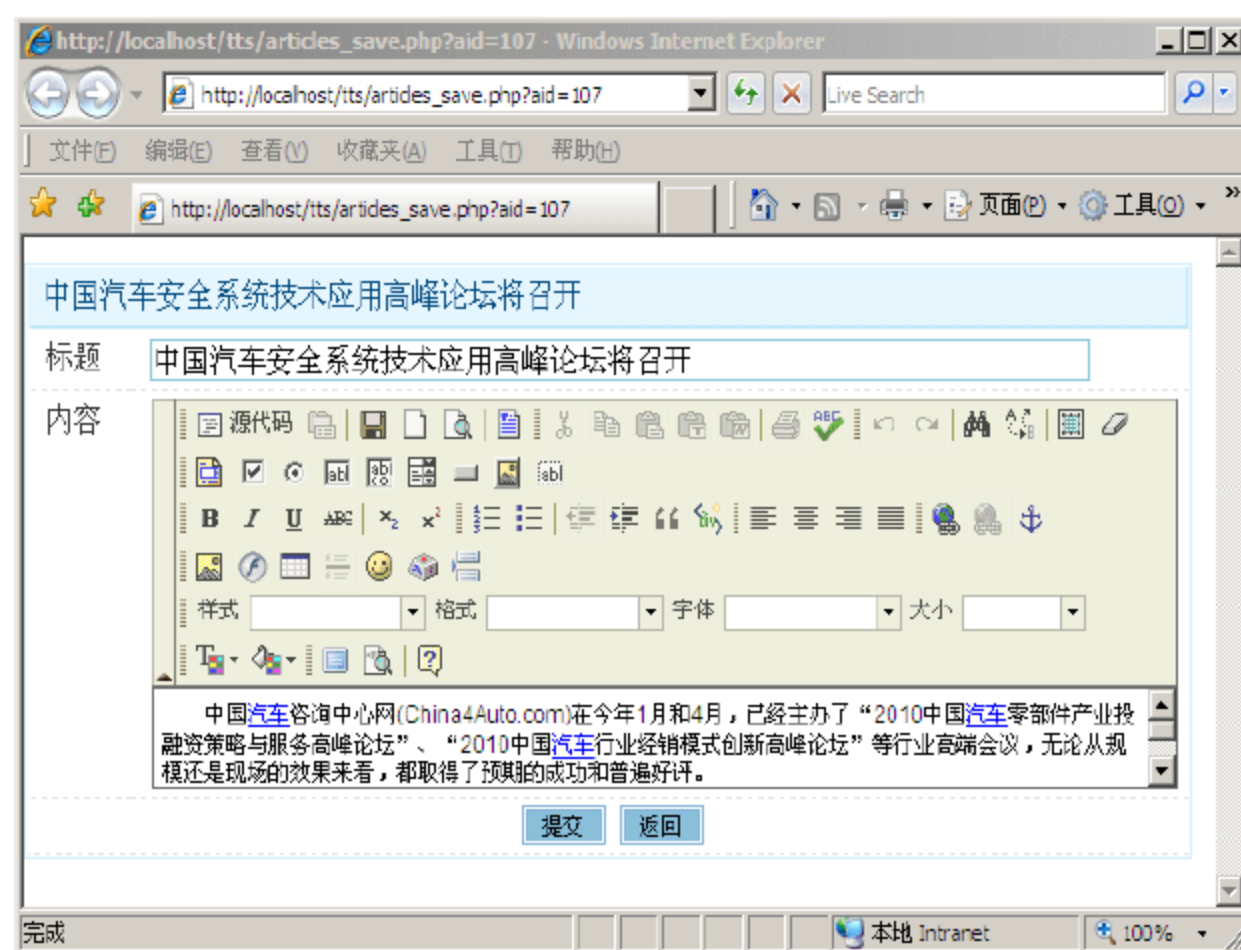 http://localhost/tts/articles_save.php?aid=107 - Windows Internet Explorer
http://localhost/tts/articles_save.php?aid=107 Live Search
文件(F) 编辑(E) 查看(V) 收藏夹(A) 工具(T) 帮助(H)
http://localhost/tts/articles_save.php?aid=107 页面(P) 工具(O) »
中国汽车安全系统技术应用高峰论坛将召开
标题 中国汽车安全系统技术应用高峰论坛将召开
内容 源代码
B I U ABC ×₂ ×²
样式 格式 字体 大小
中国汽车咨询中心网(China4Auto.com)在今年1月和4月，已经主办了“2010中国汽车零部件产业投
融资策略与服务高峰论坛”、“2010中国汽车行业经销模式创新高峰论坛”等行业高端会议，无论从规
模还是现场的效果来看，都取得了预期的成功和普遍好评。
提交 返回
完成 本地 Intranet 100%